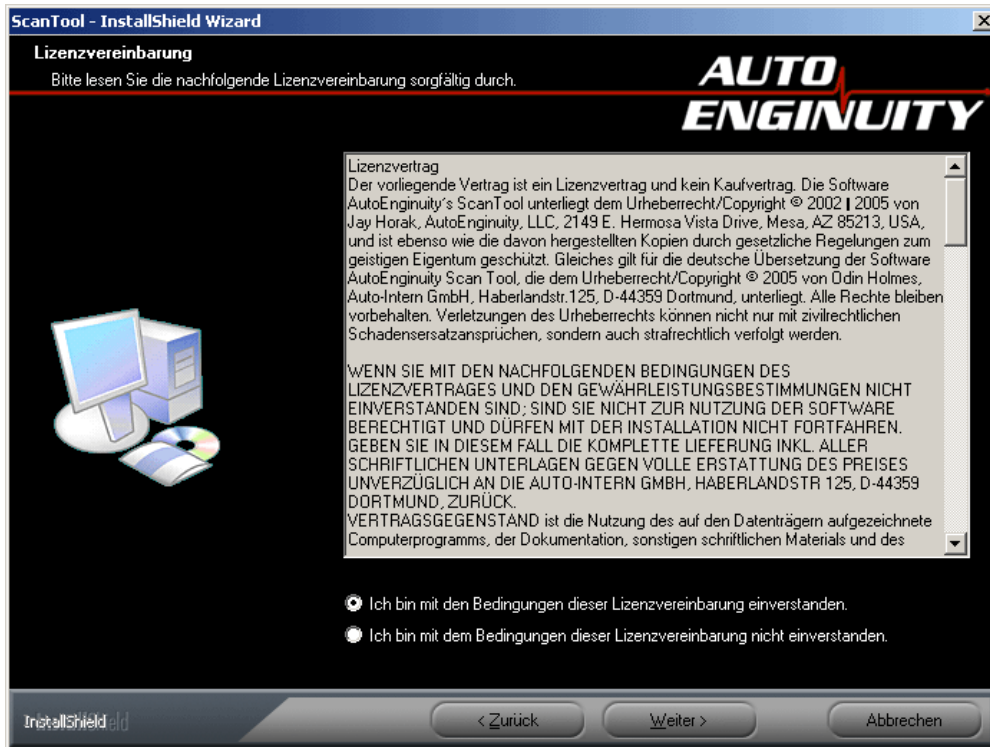 ScanTool - InstallShield Wizard
Lizenzvereinbarung
Bitte lesen Sie die nachfolgende Lizenzvereinbarung sorgfältig durch.
AUTO
ENGINUITY
Lizenzvertrag
Der vorliegende Vertrag ist ein Lizenzvertrag und kein Kaufvertrag. Die Software
AutoEnginuity's ScanTool unterliegt dem Urheberrecht/Copyright © 2002 | 2005 von
Jay Horak, AutoEnginuity, LLC, 2149 E. Hermosa Vista Drive, Mesa, AZ 85213, USA,
und ist ebenso wie die davon hergestellten Kopien durch gesetzliche Regelungen zum
geistigen Eigentum geschützt. Gleiches gilt für die deutsche Übersetzung der Software
AutoEnginuity Scan Tool, die dem Urheberrecht/Copyright © 2005 von Odin Holmes,
Auto-Intern GmbH, Haberlandstr.125, D-44359 Dortmund, unterliegt. Alle Rechte bleiben
vorbehalten. Verletzungen des Urheberrechts können nicht nur mit zivilrechtlichen
Schadensersatzansprüchen, sondern auch strafrechtlich verfolgt werden.
WENN SIE MIT DEN NACHFOLGENDEN BEDINGUNGEN DES
LIZENZVERTRAGES UND DEN GEWÄHRLEISTUNGSBESTIMMUNGEN NICHT
EINVERSTANDEN SIND; SIND SIE NICHT ZUR NUTZUNG DER SOFTWARE
BERECHTIGT UND DÜRFEN MIT DER INSTALLATION NICHT FORTFAHREN.
GEBEN SIE IN DIESEM FALL DIE KOMPLETTE LIEFERUNG INKL. ALLER
SCHRIFTLICHEN UNTERLAGEN GEGEN VOLLE ERSTATTUNG DES PREISES
UNVERZÜGLICH AN DIE AUTO-INTERN GMBH, HABERLANDSTR 125, D-44359
DORTMUND, ZURÜCK.
VERTRAGSGEGENSTAND ist die Nutzung des auf den Datenträgern aufgezeichnete
Computerprogramms, der Dokumentation, sonstigen schriftlichen Materials und des
Ich bin mit den Bedingungen dieser Lizenzvereinbarung einverstanden.
Ich bin mit dem Bedingungen dieser Lizenzvereinbarung nicht einverstanden.
InstallShield
< Zurück
Weiter >
Abbrechen